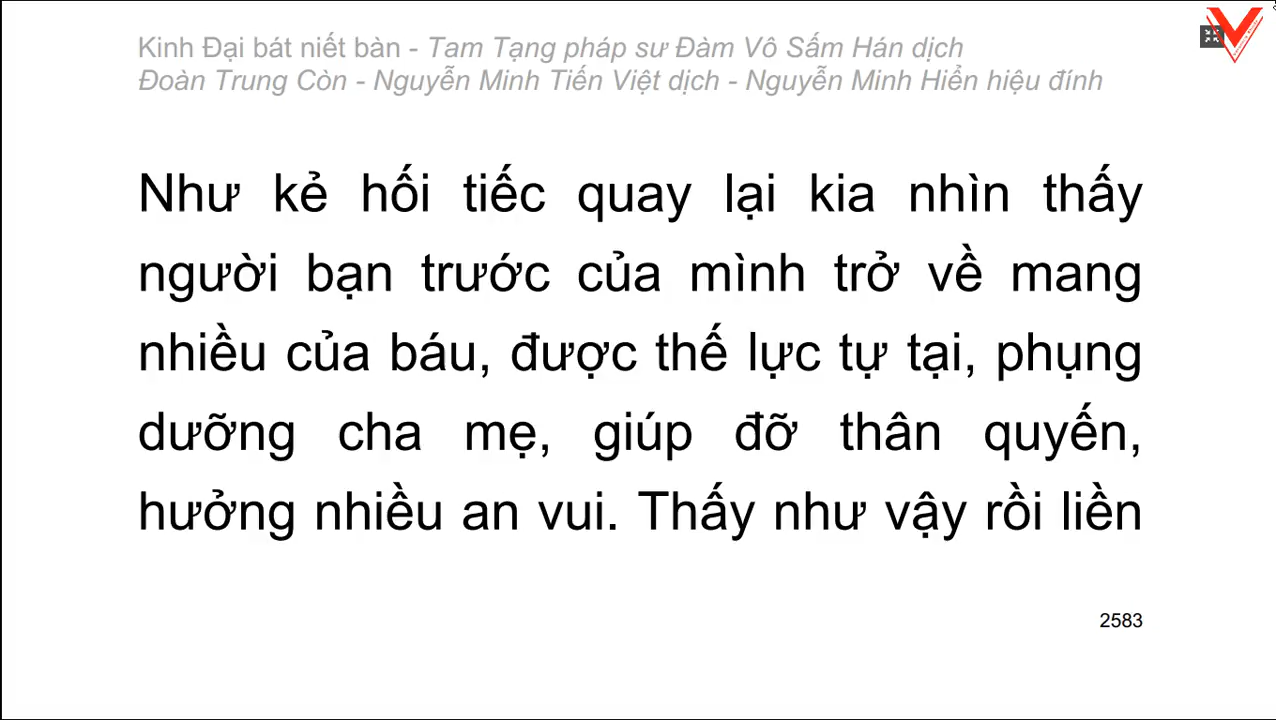 Kinh Đại bát niết bàn - Tam Tạng pháp sư Đàm Vô Sấm Hán dịch
Đoàn Trung Còn - Nguyễn Minh Tiến Việt dịch - Nguyễn Minh Hiển hiệu đính
Như kẻ hối tiếc quay lại kia nhìn thấy
người bạn trước của mình trở về mang
nhiều của báu, được thế lực tự tại, phụng
dưỡng cha mẹ, giúp đỡ thân quyến,
hưởng nhiều an vui. Thấy như vậy rồi liền
2583